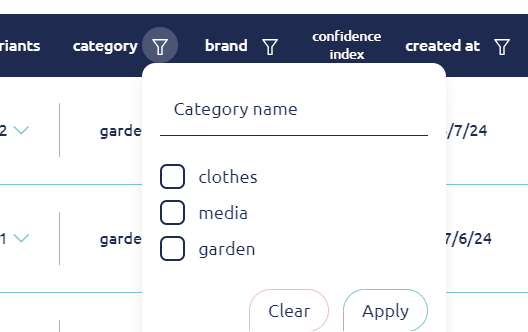 riants category brand confidence index created at
Category name
2 garde /7/24
clothes
media
1 garde 7/6/24
garden
Clear Apply